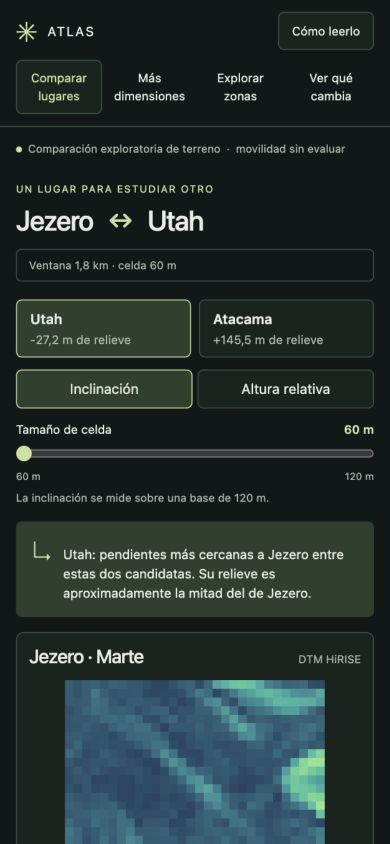 ATLAS
Cómo leerlo
Comparar
lugares
Más
dimensiones
Explorar
zonas
Ver qué
cambia
Comparación exploratoria de terreno · movilidad sin evaluar
UN LUGAR PARA ESTUDIAR OTRO
Jezero ↔ Utah
Ventana 1,8 km · celda 60 m
Utah
-27,2 m de relieve
Atacama
+145,5 m de relieve
Inclinación
Altura relativa
Tamaño de celda
60 m
60 m
120 m
La inclinación se mide sobre una base de 120 m.
Utah: pendientes más cercanas a Jezero entre
estas dos candidatas. Su relieve es
aproximadamente la mitad del de Jezero.
Jezero · Marte
DTM HiRISE